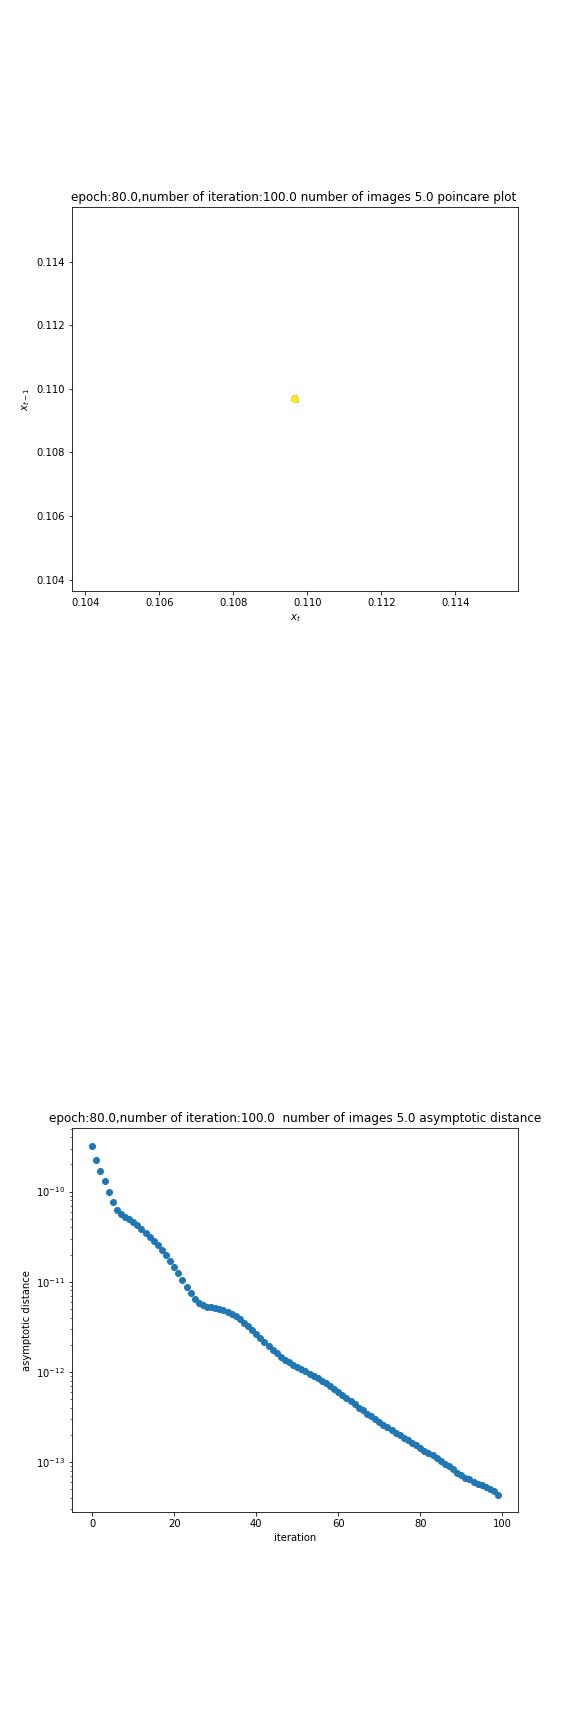 epoch:80.0,number of iteration:100.0 number of images 5.0 poincare plot
0.114
0.112
0.110
0.108
0.106
0.104
x_{t-1}
0.104 0.106 0.108 0.110 0.112 0.114
x_t
epoch:80.0,number of iteration:100.0  number of images 5.0 asymptotic distance
10^{-10}
10^{-11}
10^{-12}
10^{-13}
asymptotic distance
0 20 40 60 80 100
iteration